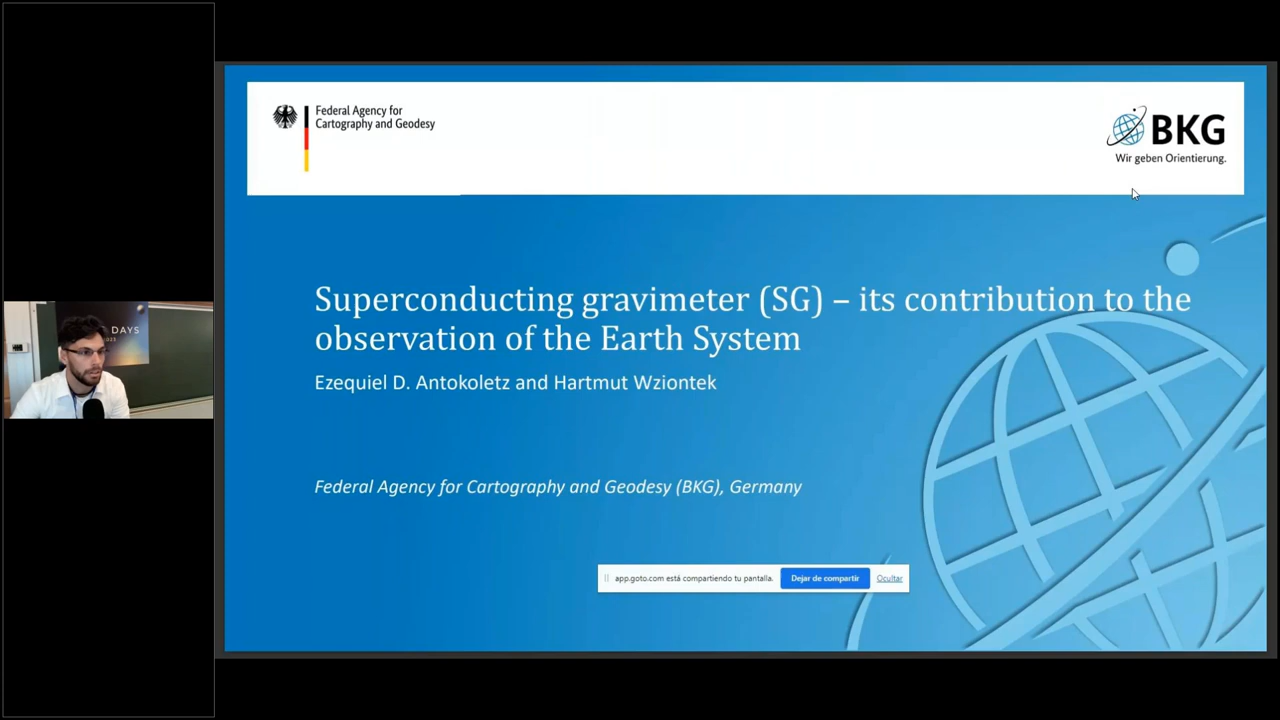 Federal Agency for
Cartography and Geodesy
BKG
Wir geben Orientierung.
Superconducting gravimeter (SG) – its contribution to the
observation of the Earth System
Ezequiel D. Antokoletz and Hartmut Wziontek
Federal Agency for Cartography and Geodesy (BKG), Germany
app.goto.com está compartiendo tu pantalla.
Dejar de compartir
Ocultar
DAYS